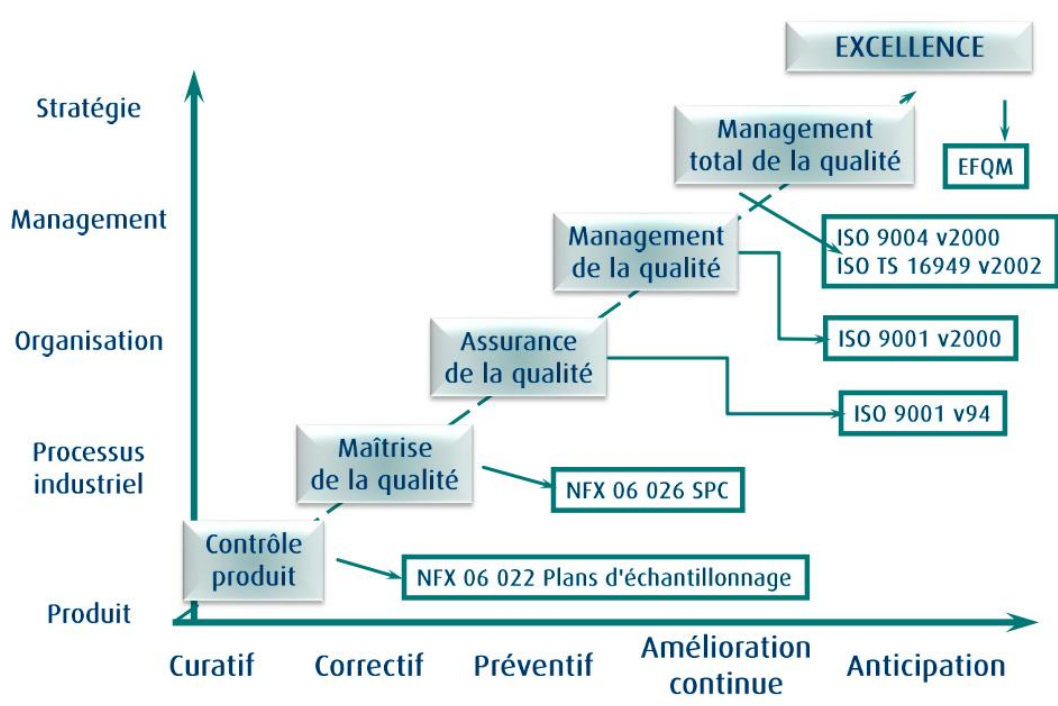 EXCELLENCE
Stratégie
Management
total de la qualité
EFQM
Management
Management
de la qualité
ISO 9004 v2000
ISO TS 16949 v2002
Organisation
Assurance
de la qualité
ISO 9001 v2000
ISO 9001 v94
Processus
industriel
Maîtrise
de la qualité
NFX 06 026 SPC
Contrôle
produit
NFX 06 022 Plans d'échantillonnage
Produit
Curatif
Correctif
Préventif
Amélioration
continue
Anticipation